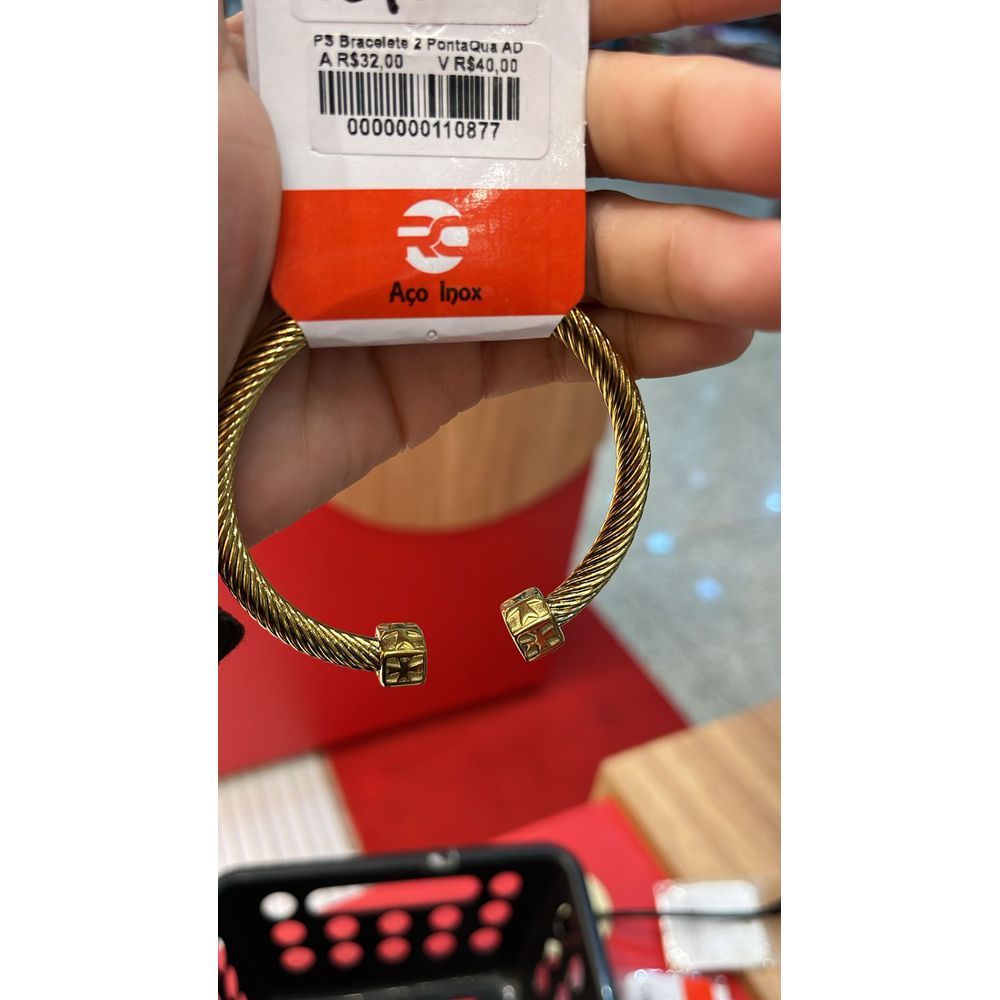 PS Bracelete 2 PontaQua AD
A R$32,00 V R$40,00
0000000110877
Aço Inox